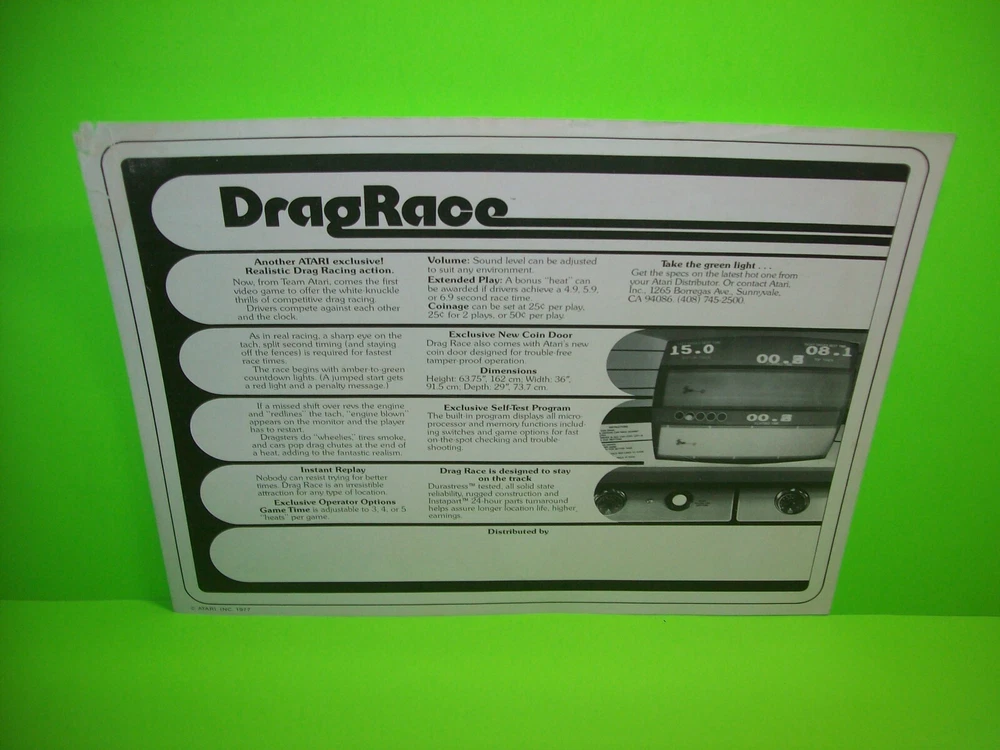 DragRace
Another ATARI exclusive!
Realistic Drag Racing action.
Now, from Team Atari, comes the first
video game to offer the white knuckle
thrills of competitive drag racing.
Drivers compete against each other
and the clock.
As in real racing, a sharp eye on the
tach, split second timing (and staying
off the fences) is required for fastest
race times.
The race begins with amber-to-green
countdown lights. (A jumped start gets
a red light and a penalty message.)
If a missed shift over revs the engine
and "redlines" the tach, "engine blown"
appears on the monitor and the player
has to restart.
Dragsters do "wheelies," tires smoke,
and cars pop drag chutes at the end of
a heat, adding to the fantastic realism.
Instant Replay
Nobody can resist trying for better
times. Drag Race is an irresistible
attraction for any type of location.
Exclusive Operator Options
Game Time is adjustable to 3, 4, or 5
"heats" per game.
Volume: Sound level can be adjusted
to suit any environment.
Extended Play: A bonus "heat" can
be awarded if drivers achieve a 4.9, 5.9,
or 6.9 second race time.
Coinage can be set at 25¢ per play,
25¢ for 2 plays, or 50¢ per play.
Exclusive New Coin Door
Drag Race also comes with Atari's new
coin door designed for trouble-free
tamper proof operation.
Dimensions
Height: 63.75", 162 cm; Width: 36",
91.5 cm; Depth: 29", 73.7 cm.
Exclusive Self-Test Program
The built-in program displays all micro-
processor and memory functions includ-
ing switches and game options for fast
on-the-spot checking and trouble-
shooting.
Drag Race is designed to stay
on the track
Durastress™ tested, all solid state
reliability, rugged construction and
Instapart™ 24-hour parts turnaround
helps assure longer location life, higher
earnings.
Take the green light . . .
Get the specs on the latest hot one from
your Atari Distributor. Or contact Atari,
Inc., 1265 Borregas Ave., Sunnyvale,
CA 94086. (408) 745-2500.
15.0
08.1
Distributed by
© ATARI, INC. 1977